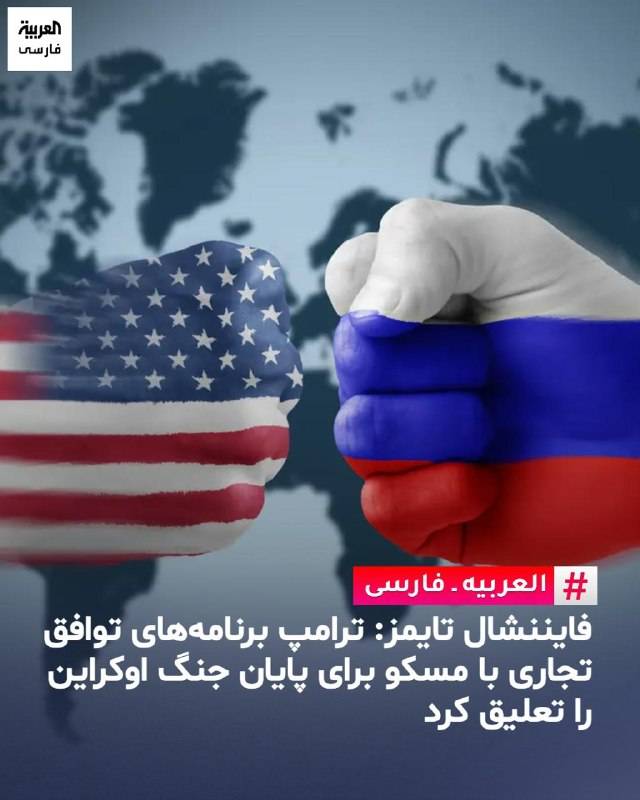 العربية
فارسى
# العربیه ـ فارسی
فایننشال تایمز: ترامپ برنامه‌های توافق
تجاری با مسکو برای پایان جنگ اوکراین
را تعلیق کرد